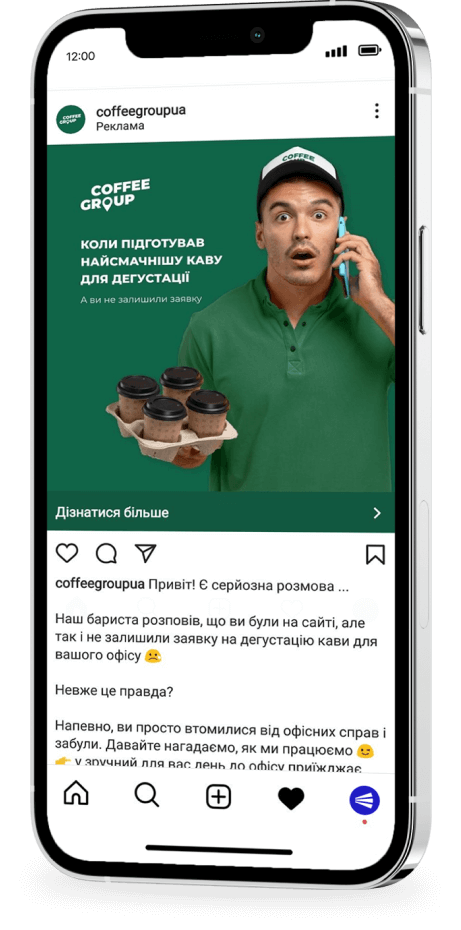 12:00
COFFEE
GROUP
coffeegroupua
Реклама
COFFEE
COFFEE
GROUP
КОЛИ ПІДГОТУВАВ
НАЙСМАЧНІШУ КАВУ
ДЛЯ ДЕГУСТАЦІЇ
А ви не залишили заявку
Дізнатися більше
coffeegroupua Привіт! Є серйозна розмова ...
Наш бариста розповів, що ви були на сайті, але
так і не залишили заявку на дегустацію кави для
вашого офісу 😟
Невже це правда?
Напевно, ви просто втомилися від офісних справ і
забули. Давайте нагадаємо, як ми працюємо 😉
👉 у зручний для вас день до офісу приїжджає